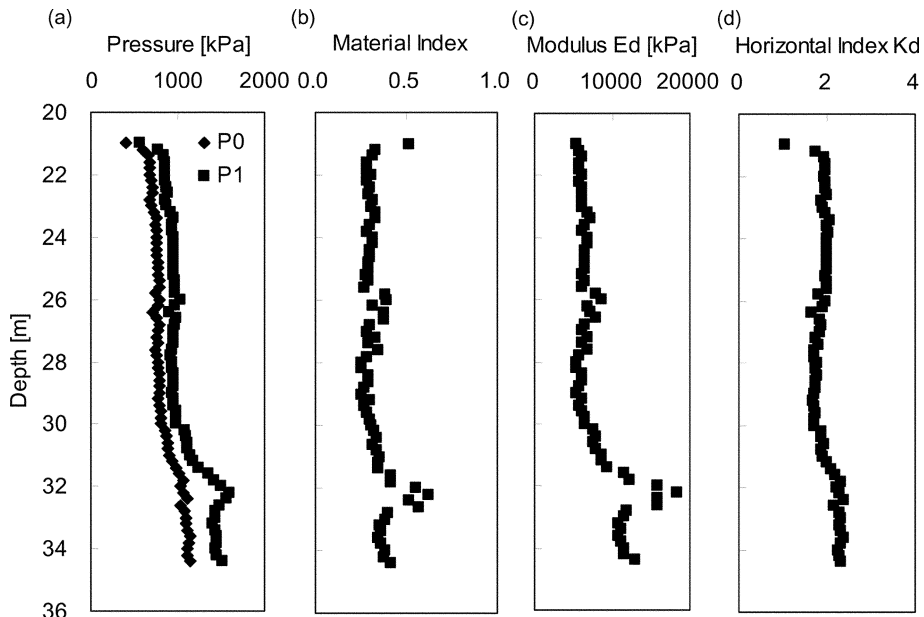 (a) (b) (c) (d)
Pressure [kPa] Material Index Modulus Ed [kPa] Horizontal Index Kd
0 1000 2000 0.0 0.5 1.0 0 10000 20000 0 2 4
20
P0
22 P1
24
26
Depth [m]
28
30
32
34
36